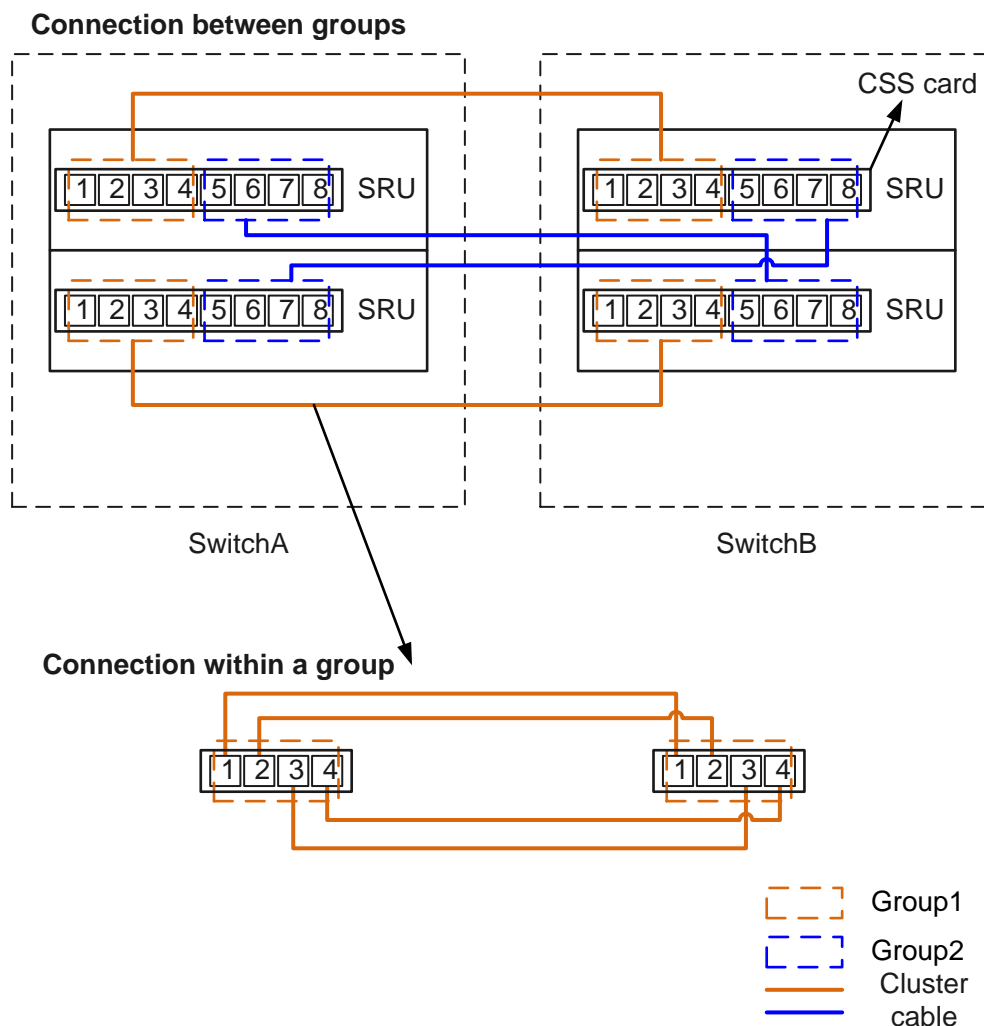 Connection between groups
CSS card
1 2 3 4 5 6 7 8 SRU
1 2 3 4 5 6 7 8 SRU
1 2 3 4 5 6 7 8 SRU
1 2 3 4 5 6 7 8 SRU
SwitchA
SwitchB
Connection within a group
1 2 3 4
1 2 3 4
Group1
Group2
Cluster
cable